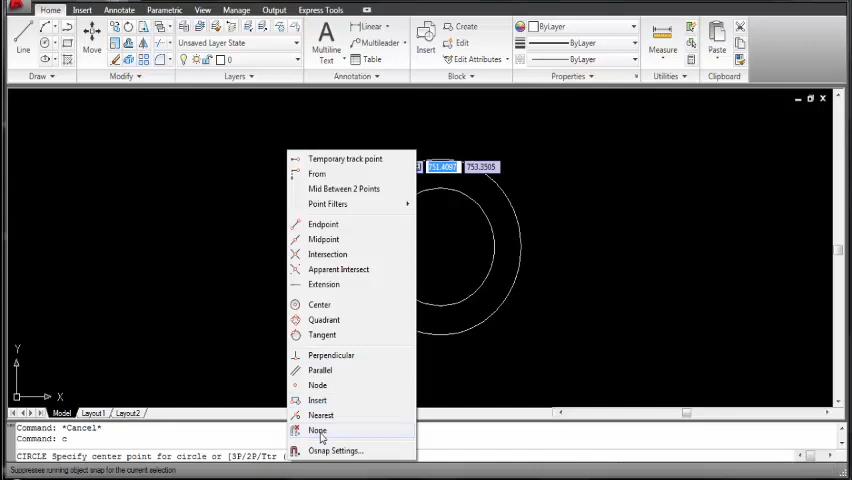 Home Insert Annotate Parametric View Manage Output Express Tools
Line
Move
Unsaved Layer State
0
Multiline
Text
Linear
Multileader
Table
Insert
Create
Edit
Edit Attributes
ByLayer
ByLayer
ByLayer
Measure
Paste
Draw Modify Layers Annotation Block Properties Utilities Clipboard
751.4097 753.3505
Temporary track point
From
Mid Between 2 Points
Point Filters
Endpoint
Midpoint
Intersection
Apparent Intersect
Extension
Center
Quadrant
Tangent
Perpendicular
Parallel
Node
Insert
Nearest
None
Osnap Settings...
Y
X
Model Layout1 Layout2
Command: *Cancel*
Command: c
CIRCLE Specify center point for circle or [3P/2P/Ttr (
Suppresses running object snap for the current selection